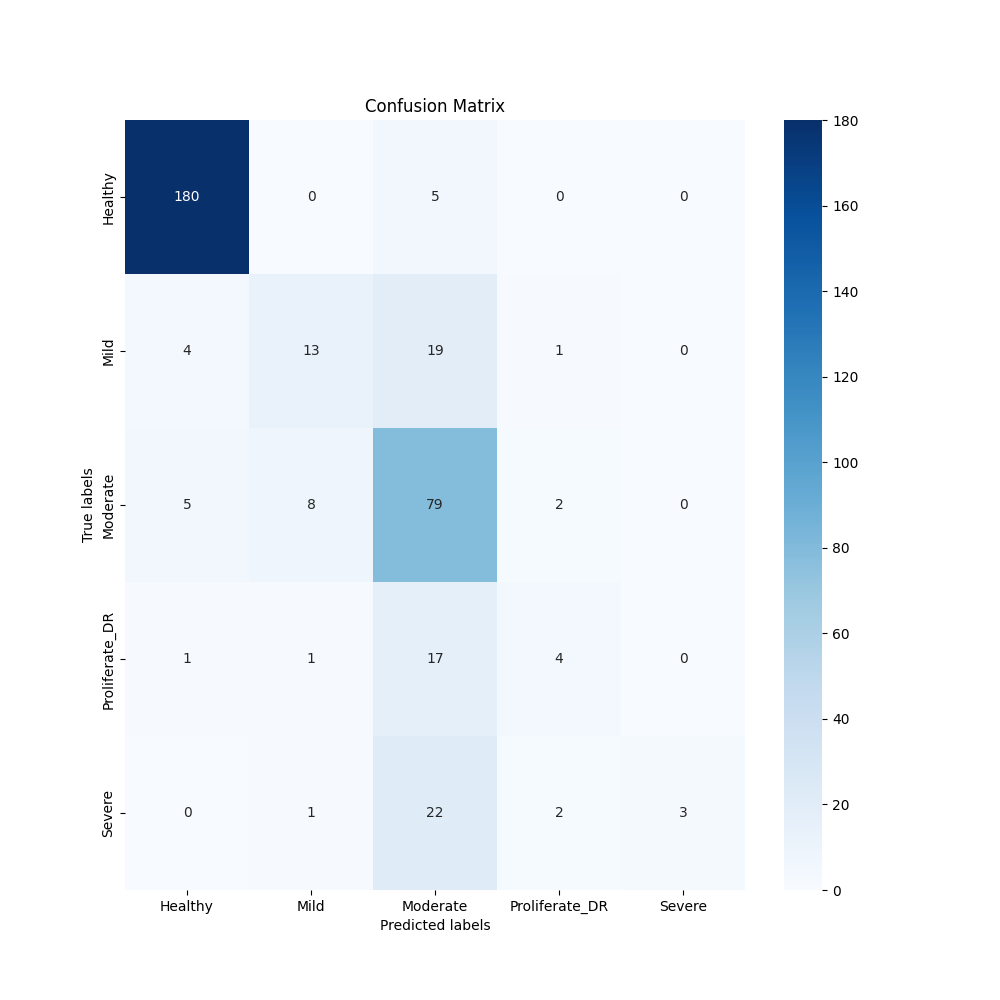 Confusion Matrix
Healthy 180 0 5 0 0
Mild 4 13 19 1 0
Moderate 5 8 79 2 0
Proliferate_DR 1 1 17 4 0
Severe 0 1 22 2 3
True labels
Healthy Mild Moderate Proliferate_DR Severe
Predicted labels
180
160
140
120
100
80
60
40
20
0